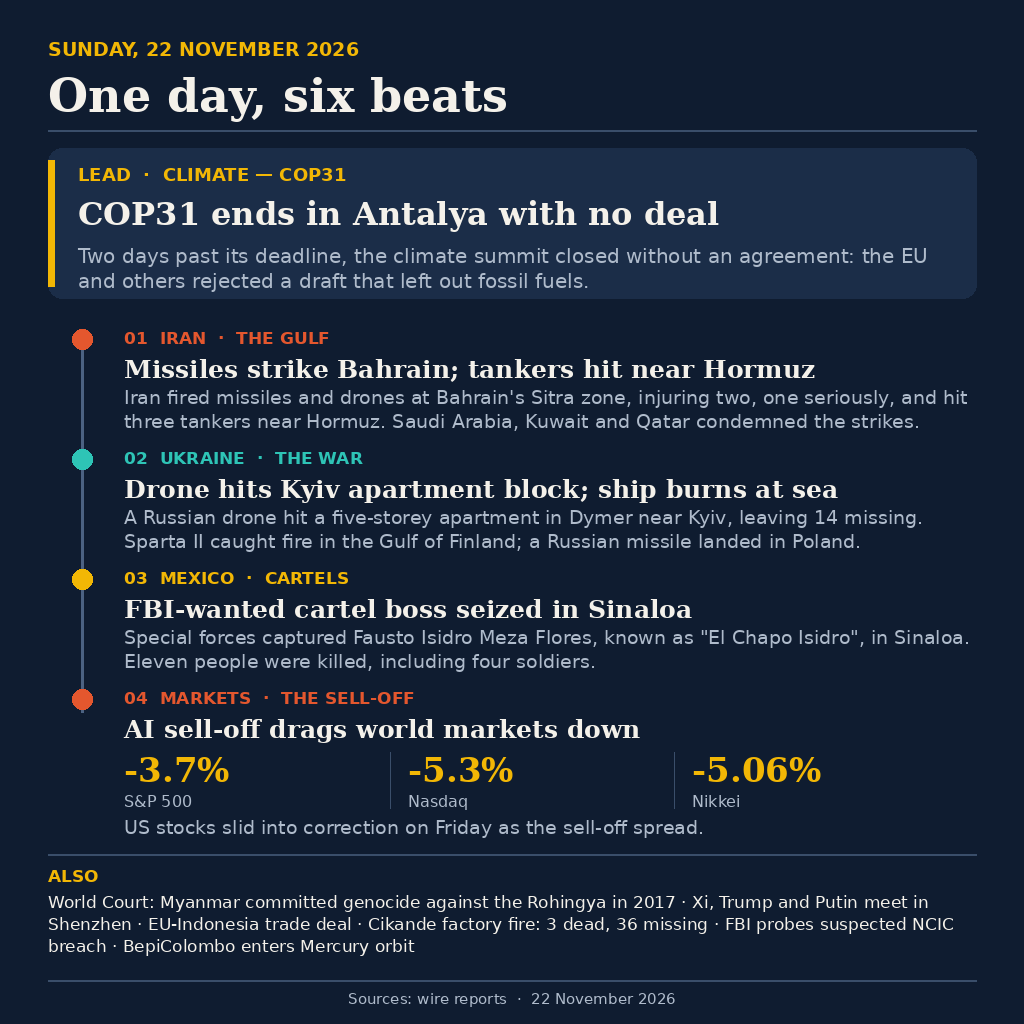 SUNDAY, 22 NOVEMBER 2026
One day, six beats
LEAD · CLIMATE — COP31
COP31 ends in Antalya with no deal
Two days past its deadline, the climate summit closed without an agreement: the EU
and others rejected a draft that left out fossil fuels.
01 IRAN · THE GULF
Missiles strike Bahrain; tankers hit near Hormuz
Iran fired missiles and drones at Bahrain's Sitra zone, injuring two, one seriously, and hit
three tankers near Hormuz. Saudi Arabia, Kuwait and Qatar condemned the strikes.
02 UKRAINE · THE WAR
Drone hits Kyiv apartment block; ship burns at sea
A Russian drone hit a five-storey apartment in Dymer near Kyiv, leaving 14 missing.
Sparta II caught fire in the Gulf of Finland; a Russian missile landed in Poland.
03 MEXICO · CARTELS
FBI-wanted cartel boss seized in Sinaloa
Special forces captured Fausto Isidro Meza Flores, known as "El Chapo Isidro", in Sinaloa.
Eleven people were killed, including four soldiers.
04 MARKETS · THE SELL-OFF
AI sell-off drags world markets down
-3.7% -5.3% -5.06%
S&P 500 Nasdaq Nikkei
US stocks slid into correction on Friday as the sell-off spread.
ALSO
World Court: Myanmar committed genocide against the Rohingya in 2017 · Xi, Trump and Putin meet in
Shenzhen · EU-Indonesia trade deal · Cikande factory fire: 3 dead, 36 missing · FBI probes suspected NCIC
breach · BepiColombo enters Mercury orbit
Sources: wire reports · 22 November 2026